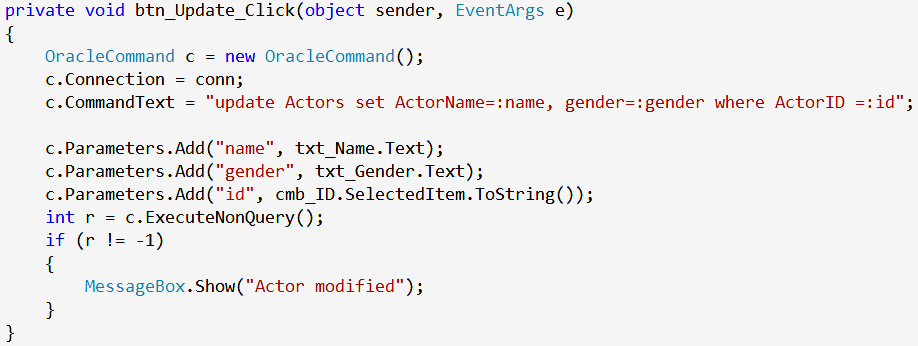 private void btn_Update_Click(object sender, EventArgs e)
{
    OracleCommand c = new OracleCommand();
    c.Connection = conn;
    c.CommandText = "update Actors set ActorName=:name, gender=:gender where ActorID =:id";

    c.Parameters.Add("name", txt_Name.Text);
    c.Parameters.Add("gender", txt_Gender.Text);
    c.Parameters.Add("id", cmb_ID.SelectedItem.ToString());
    int r = c.ExecuteNonQuery();
    if (r != -1)
    {
        MessageBox.Show("Actor modified");
    }
}